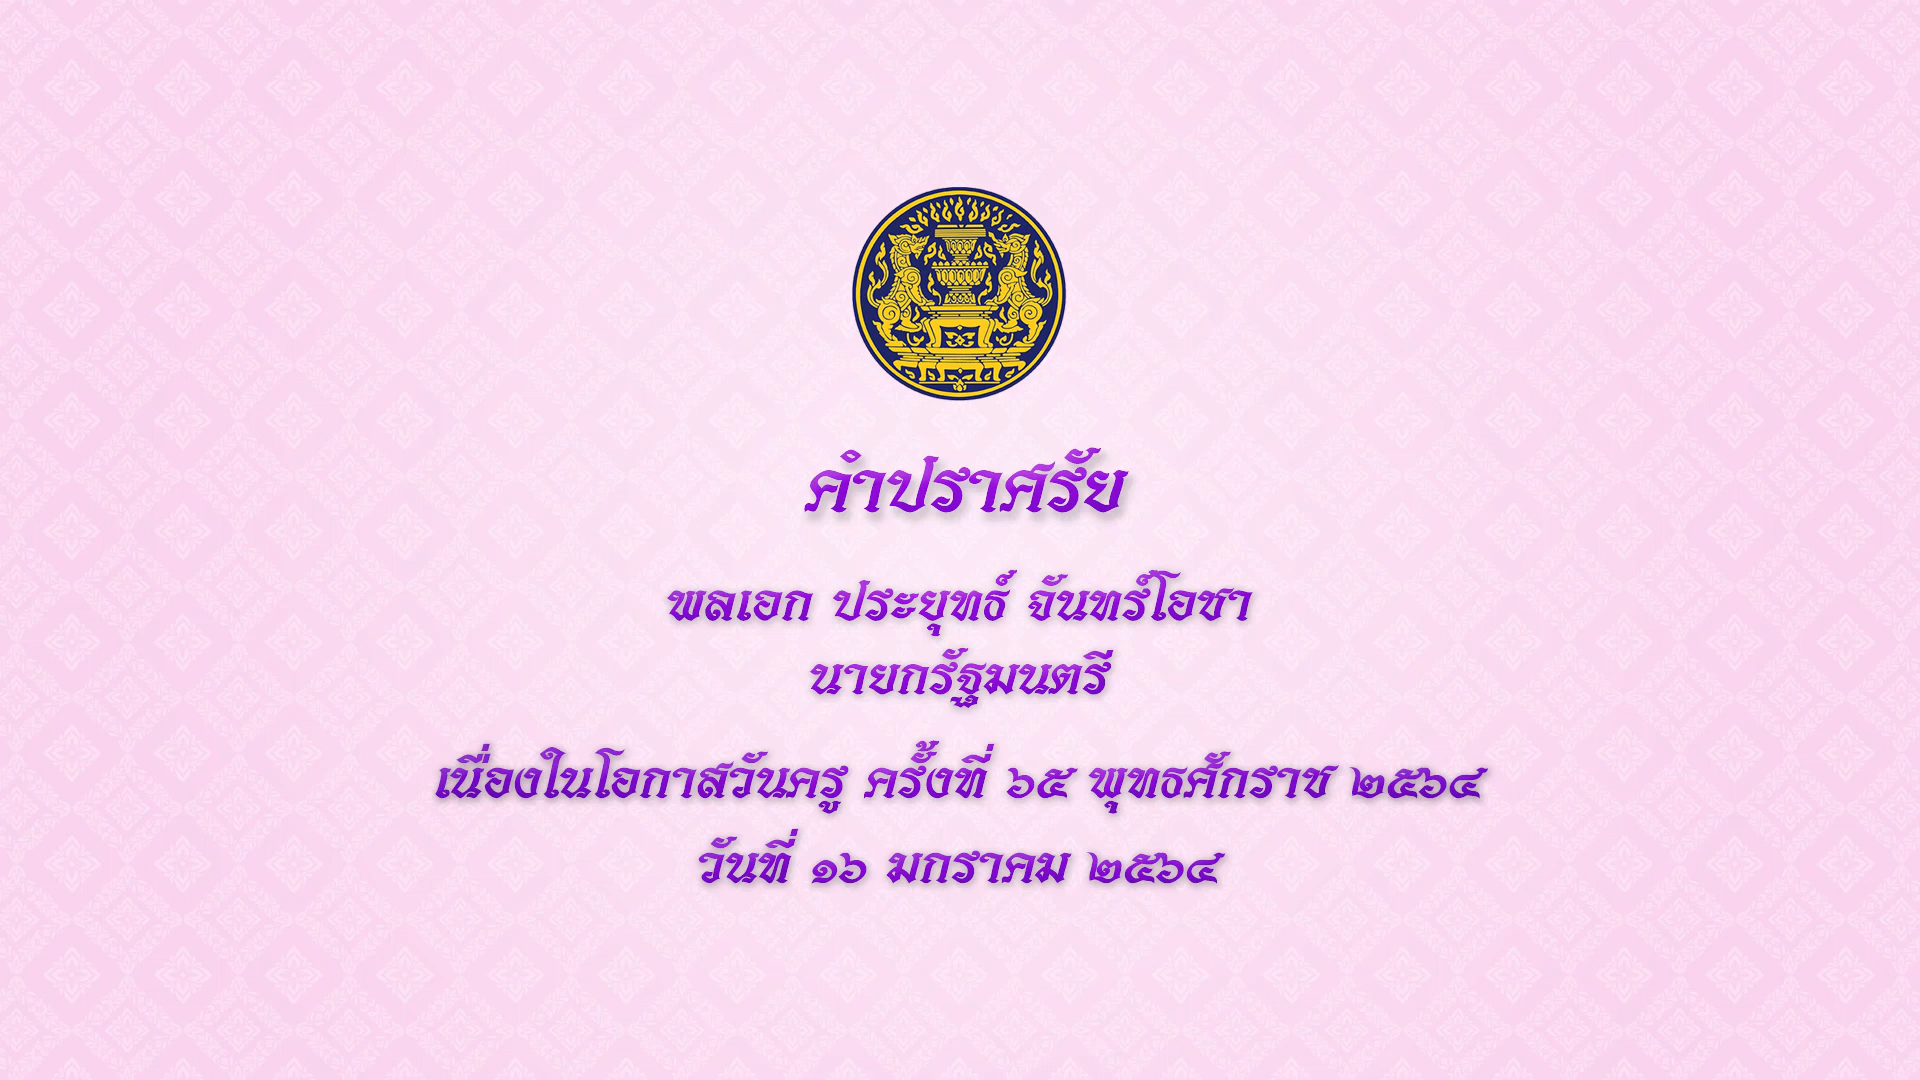 คำปราศรัย
พลเอก ประยุทธ์ จันทร์โอชา
นายกรัฐมนตรี
เนื่องในโอกาสวันครู ครั้งที่ ๖๕ พุทธศักราช ๒๕๖๔
วันที่ ๑๖ มกราคม ๒๕๖๔